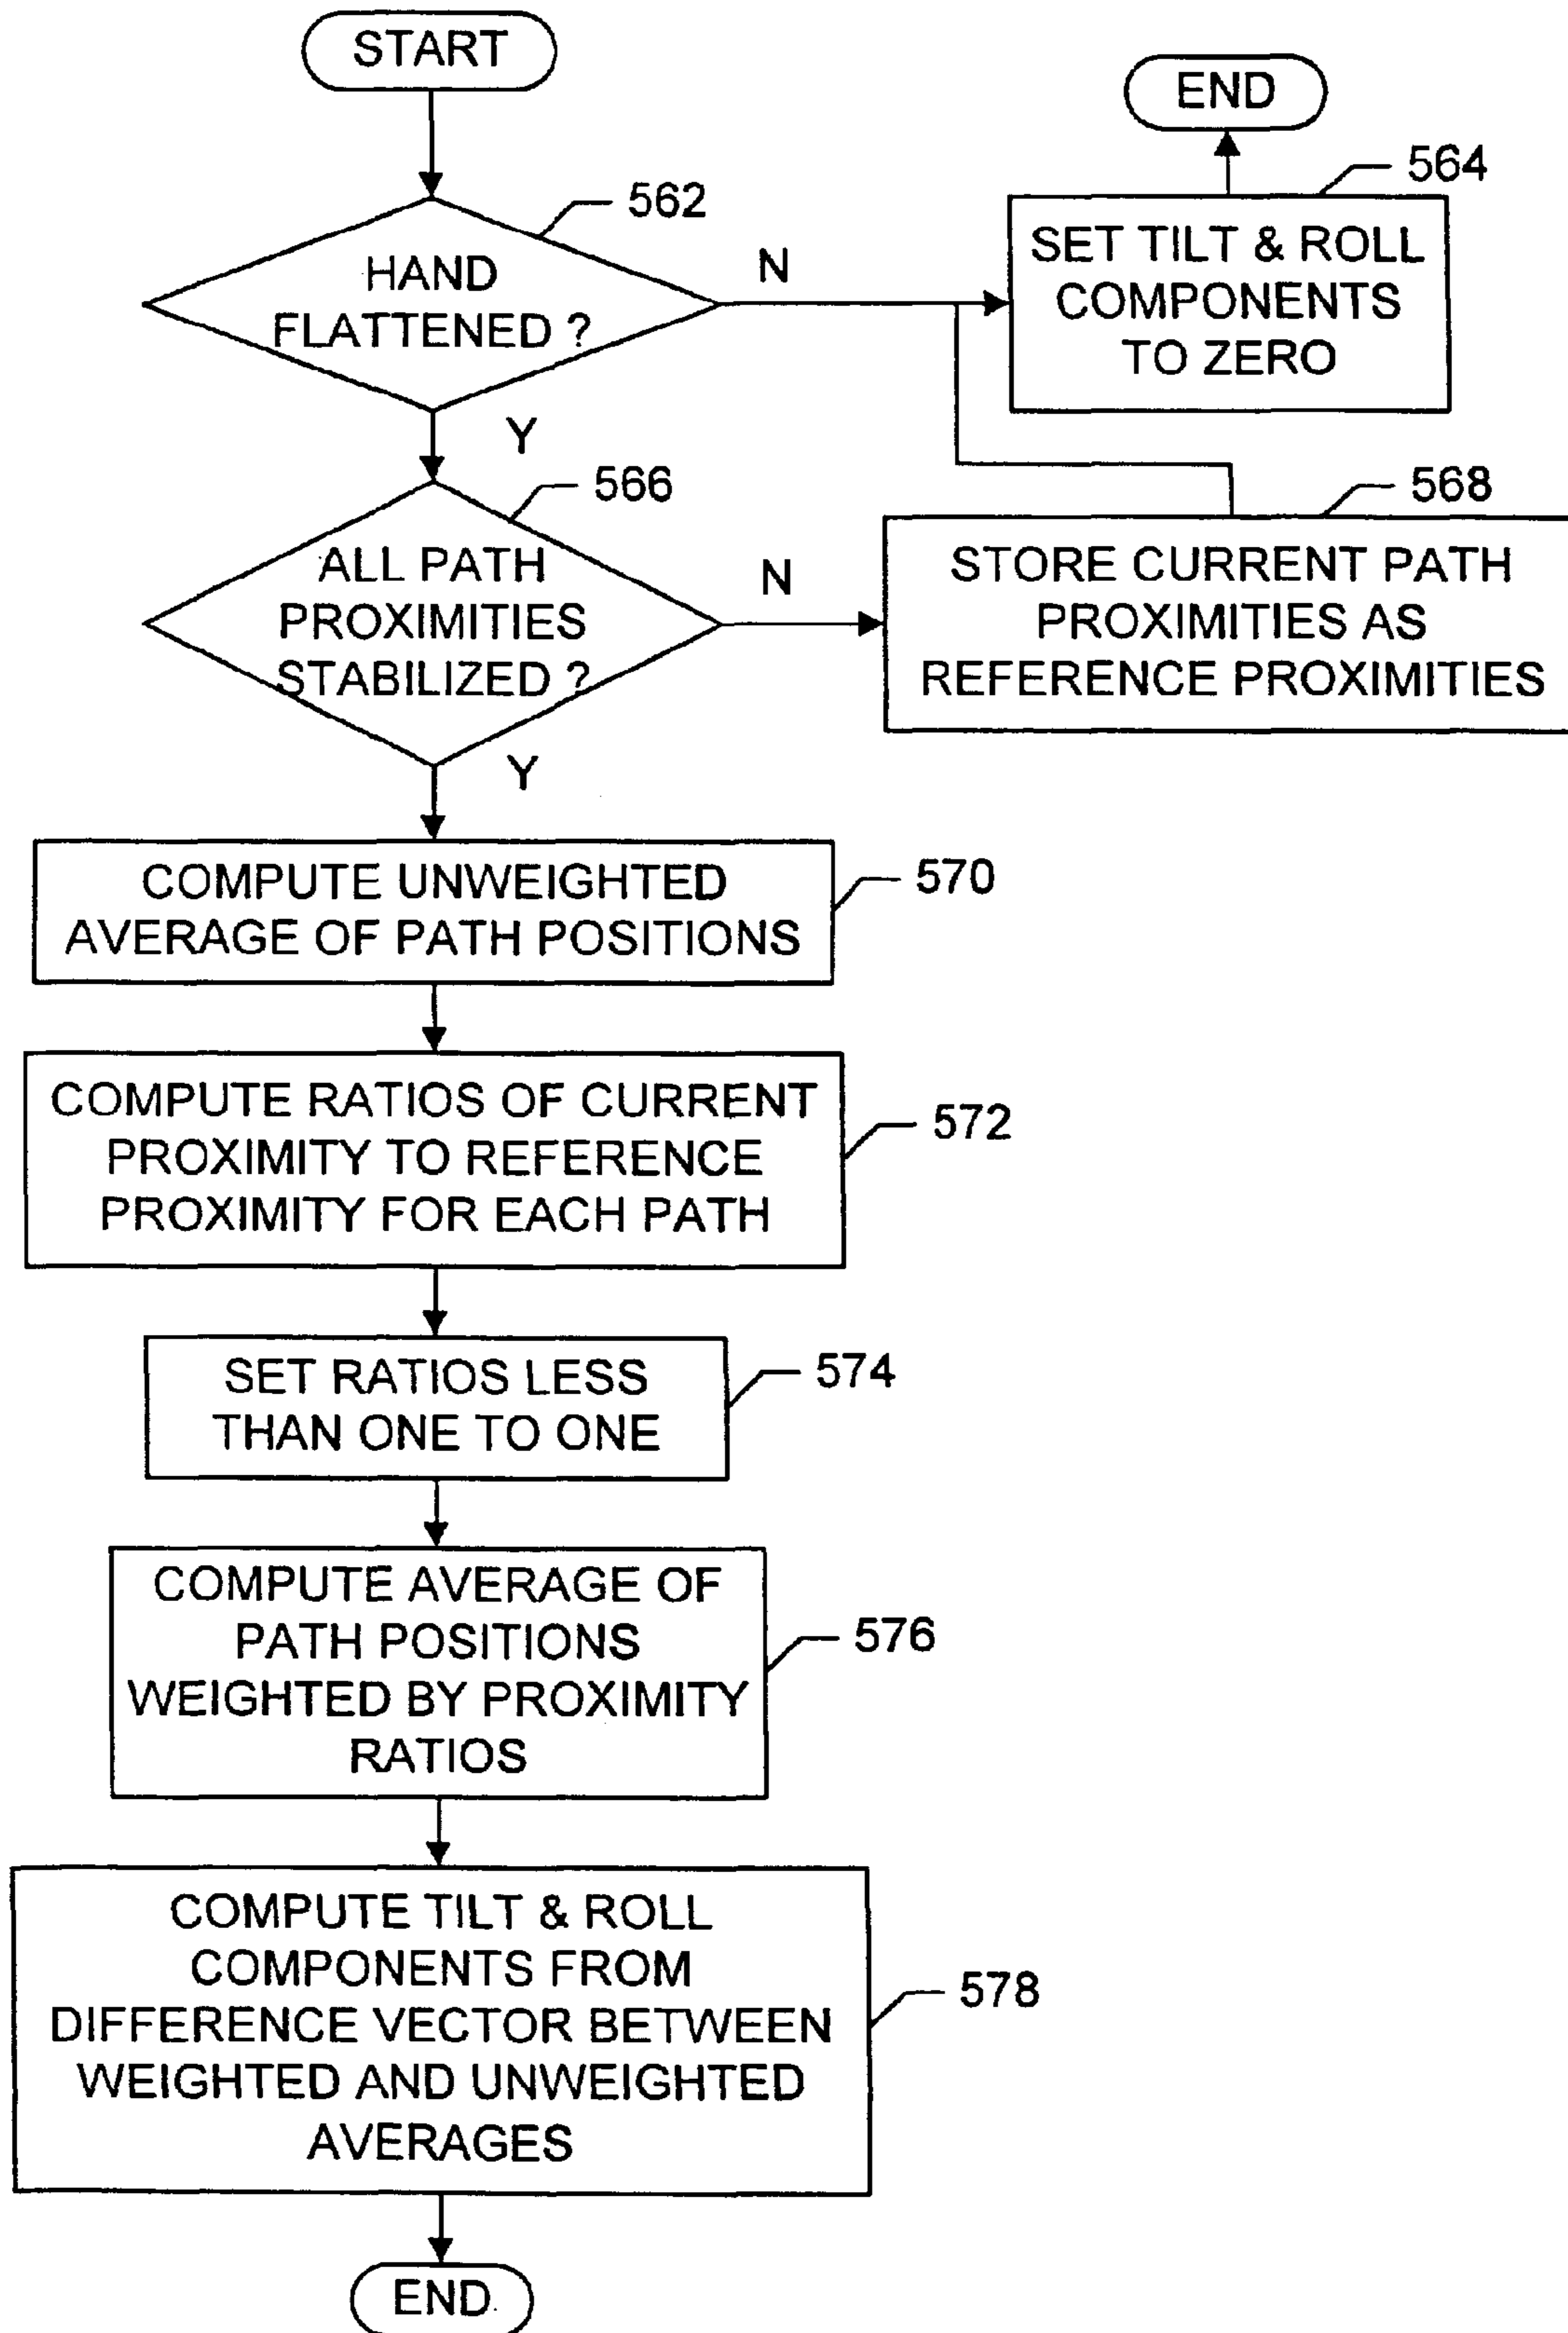 START
END
562
564
HAND
FLATTENED ?
N
SET TILT & ROLL
COMPONENTS
TO ZERO
Y
566
568
ALL PATH
PROXIMITIES
STABILIZED ?
N
STORE CURRENT PATH
PROXIMITIES AS
REFERENCE PROXIMITIES
Y
COMPUTE UNWEIGHTED
AVERAGE OF PATH POSITIONS
570
COMPUTE RATIOS OF CURRENT
PROXIMITY TO REFERENCE
PROXIMITY FOR EACH PATH
572
SET RATIOS LESS
THAN ONE TO ONE
574
COMPUTE AVERAGE OF
PATH POSITIONS
WEIGHTED BY PROXIMITY
RATIOS
576
COMPUTE TILT & ROLL
COMPONENTS FROM
DIFFERENCE VECTOR BETWEEN
WEIGHTED AND UNWEIGHTED
AVERAGES
578
END